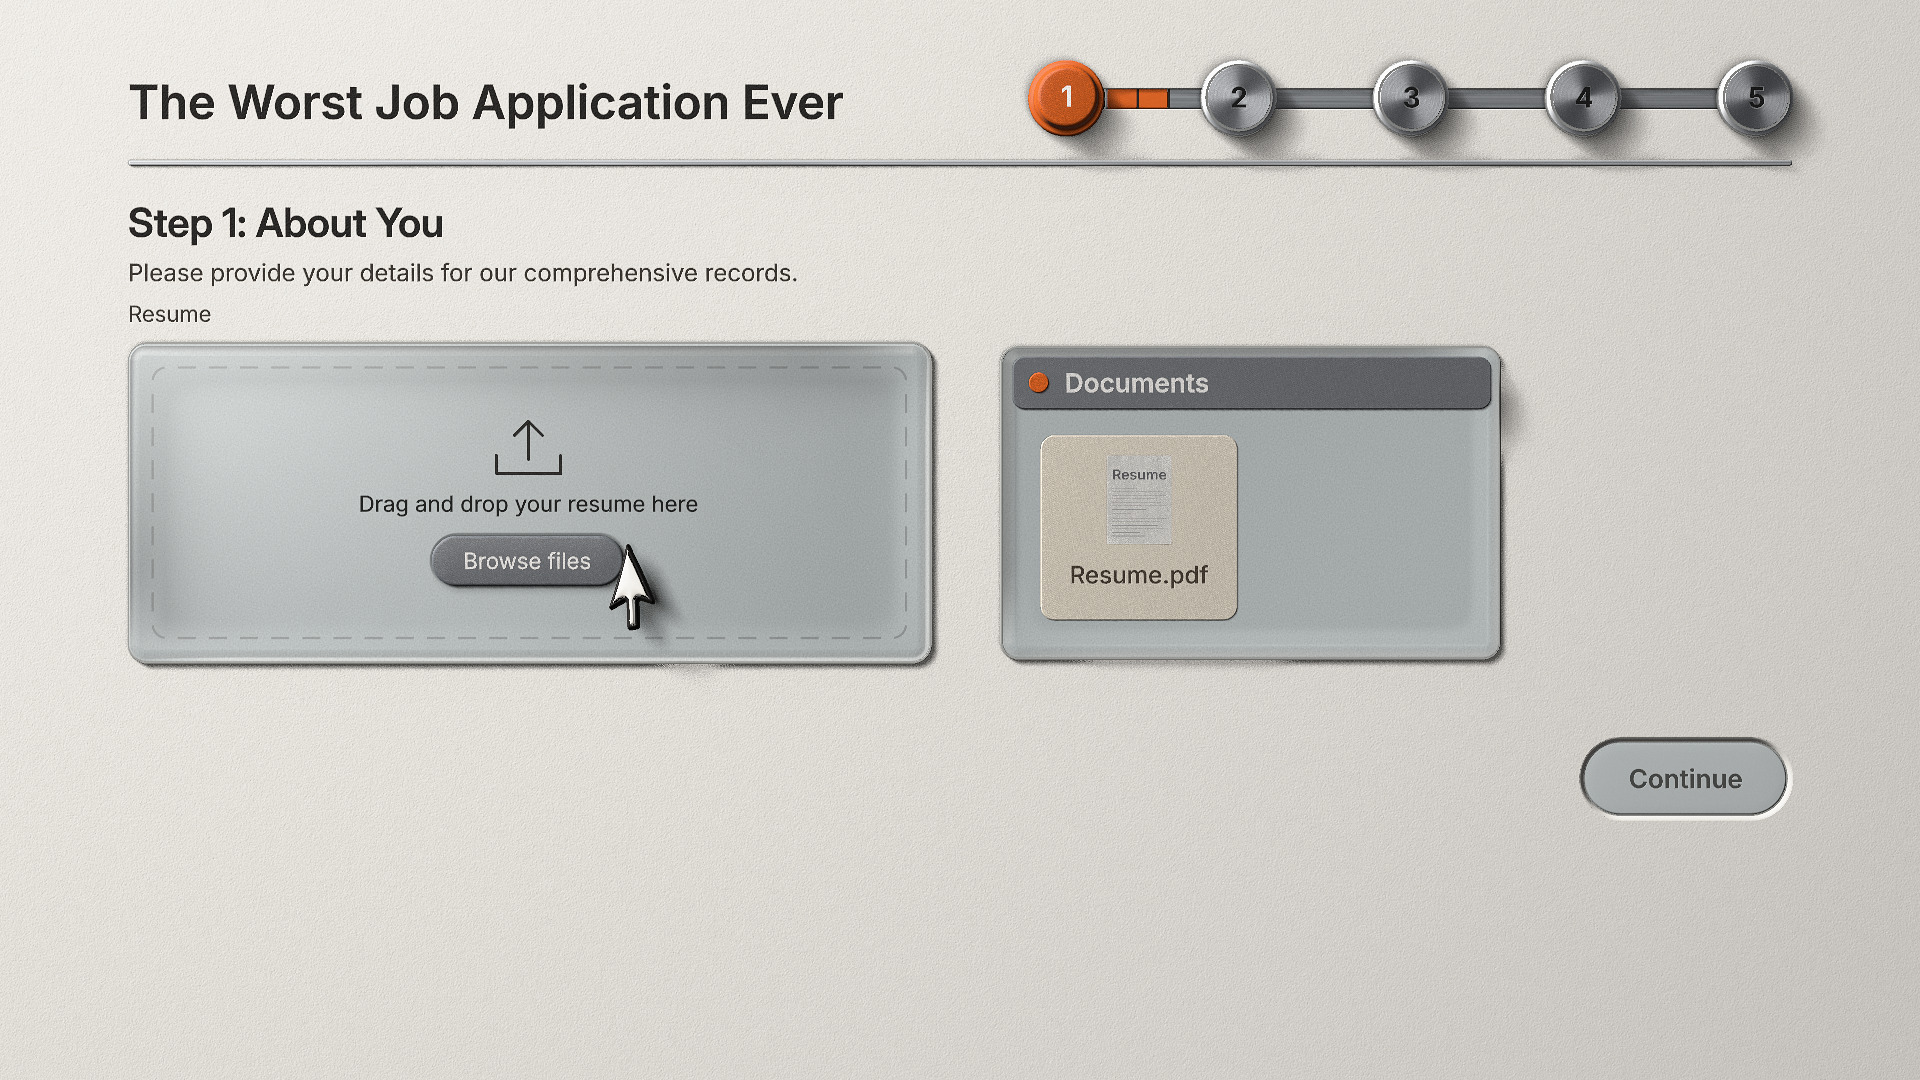 The Worst Job Application Ever
1
2
3
4
5
Step 1: About You
Please provide your details for our comprehensive records.
Resume
Drag and drop your resume here
Browse files
Documents
Resume
Resume.pdf
Continue